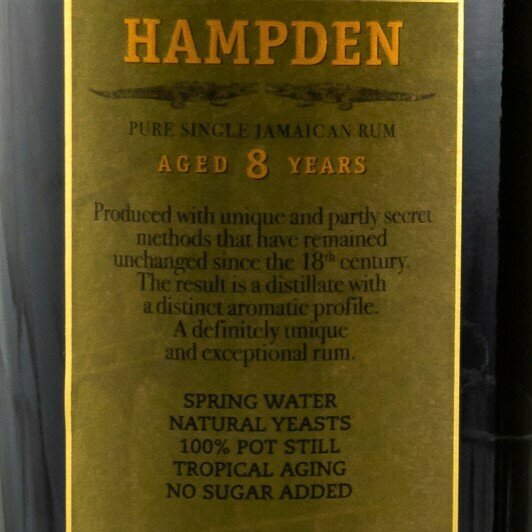 HAMPDEN
PURE SINGLE JAMAICAN RUM
AGED 8 YEARS
Produced with unique and partly secret
methods that have remained
unchanged since the 18th century.
The result is a distillate with
a distinct aromatic profile.
A definitely unique
and exceptional rum.
SPRING WATER
NATURAL YEASTS
100% POT STILL
TROPICAL AGING
NO SUGAR ADDED